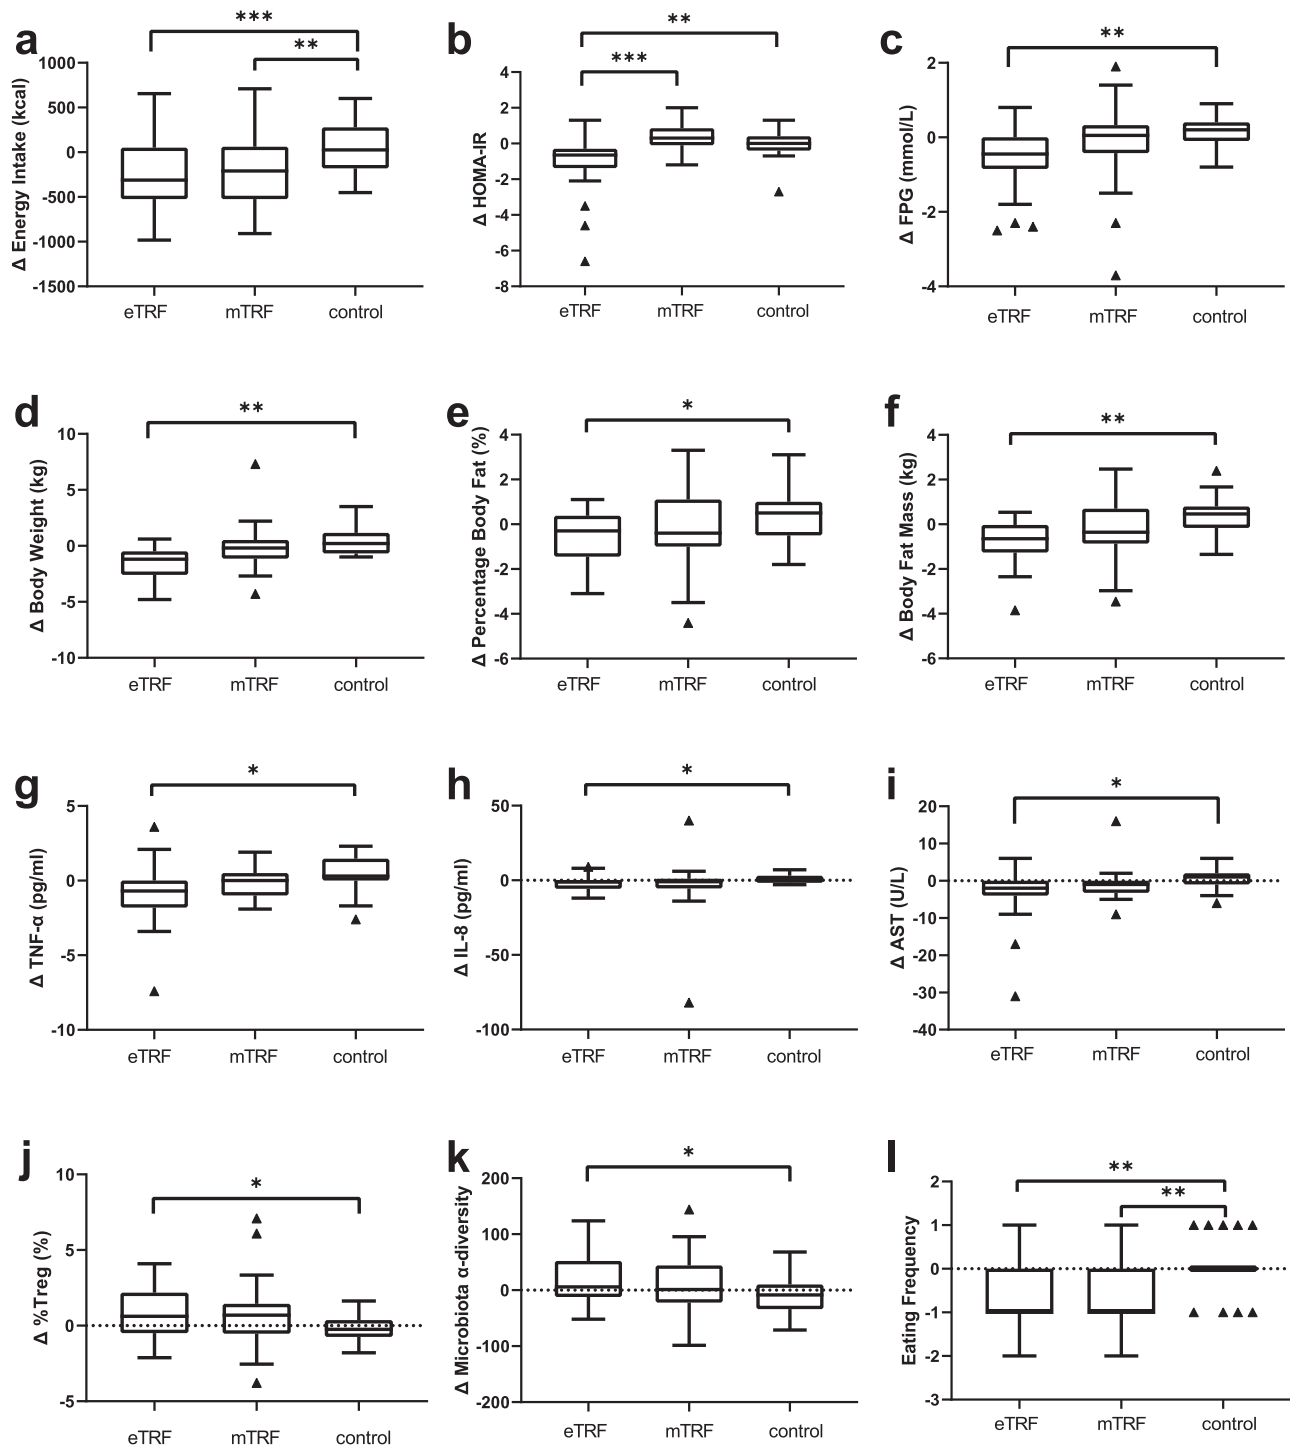 a
***
**
Δ Energy Intake (kcal)
1000
500
0
-500
-1000
-1500
eTRF mTRF control
b
**
***
Δ HOMA-IR
4
2
0
-2
-4
-6
-8
eTRF mTRF control
c
**
Δ FPG (mmol/L)
2
0
-2
-4
eTRF mTRF control
d
**
Δ Body Weight (kg)
10
5
0
-5
-10
eTRF mTRF control
e
*
Δ Percentage Body Fat (%)
4
2
0
-2
-4
-6
eTRF mTRF control
f
**
Δ Body Fat Mass (kg)
4
2
0
-2
-4
-6
eTRF mTRF control
g
*
Δ TNF-α (pg/ml)
5
0
-5
-10
eTRF mTRF control
h
*
Δ IL-8 (pg/ml)
50
0
-50
-100
eTRF mTRF control
i
*
Δ AST (U/L)
20
10
0
-10
-20
-30
-40
eTRF mTRF control
j
*
Δ %Treg (%)
10
5
0
-5
eTRF mTRF control
k
*
Δ Microbiota α-diversity
200
100
0
-100
-200
eTRF mTRF control
l
**
**
Eating Frequency
2
1
0
-1
-2
-3
eTRF mTRF control